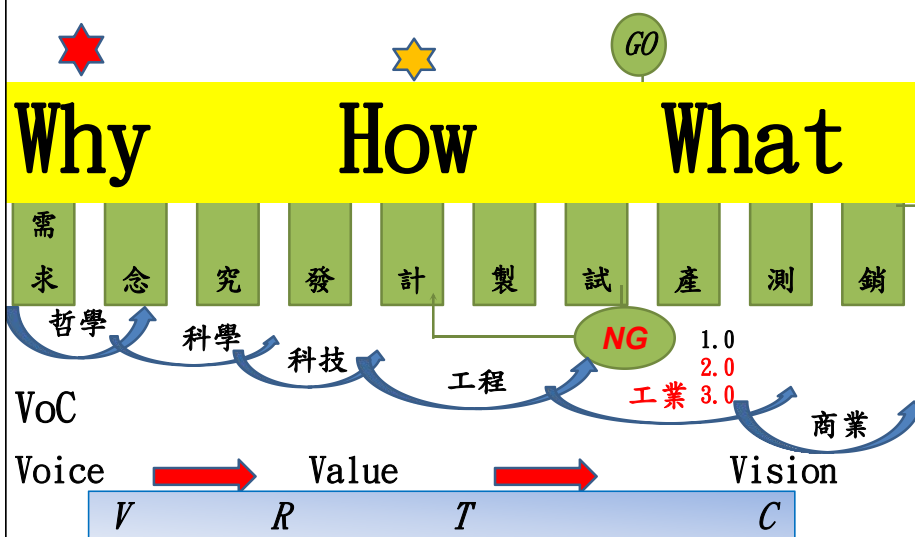 GO
Why How What
需求 念 究 發 計 製 試 產 測 銷
哲學
科學
科技
工程
NG
1.0
2.0
工業 3.0
商業
VoC
Voice Value Vision
V R T C